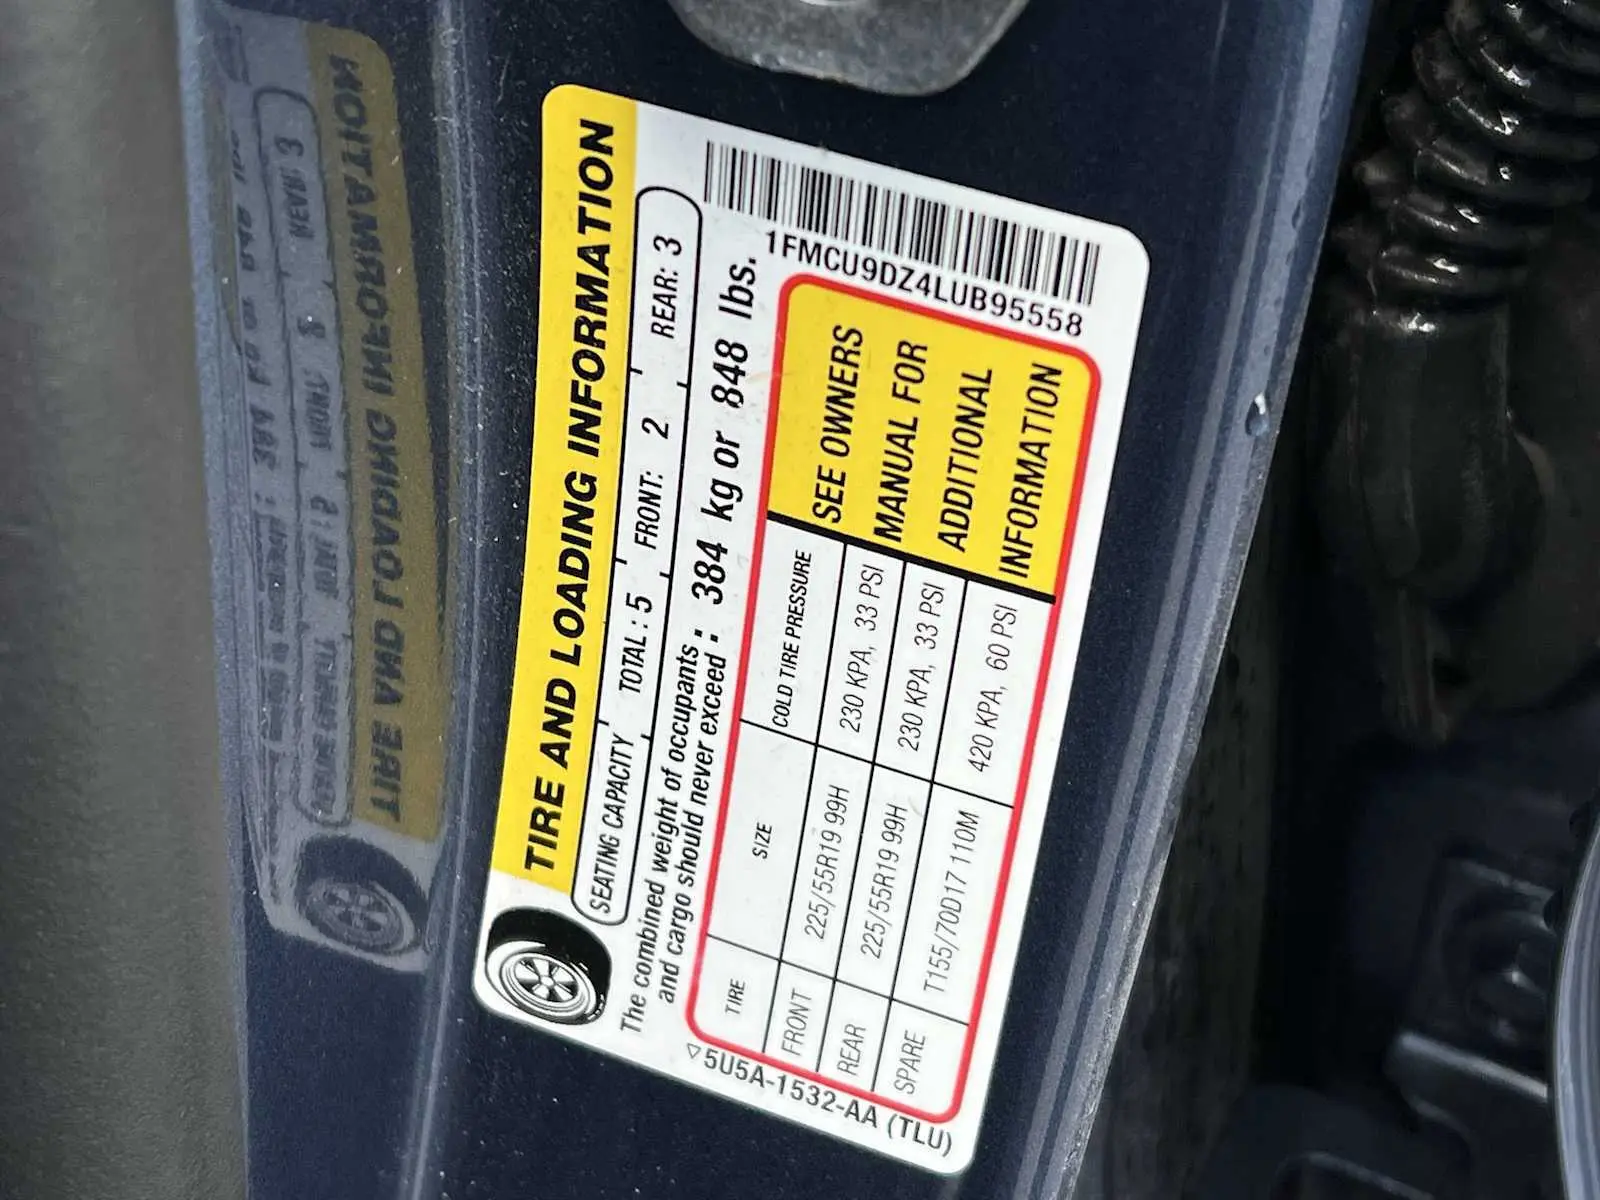 TIRE AND LOADING INFORMATION
SEATING CAPACITY TOTAL : 5 FRONT: 2 REAR: 3
The combined weight of occupants and cargo should never exceed : 384 kg or 848 lbs.
1FMCU9DZ4LUB95558
TIRE SIZE COLD TIRE PRESSURE
FRONT 225/55R19 99H 230 KPA, 33 PSI
REAR 225/55R19 99H 230 KPA, 33 PSI
SPARE T155/70D17 110M 420 KPA, 60 PSI
SEE OWNERS
MANUAL FOR
ADDITIONAL
INFORMATION
5U5A-1532-AA (TLU)